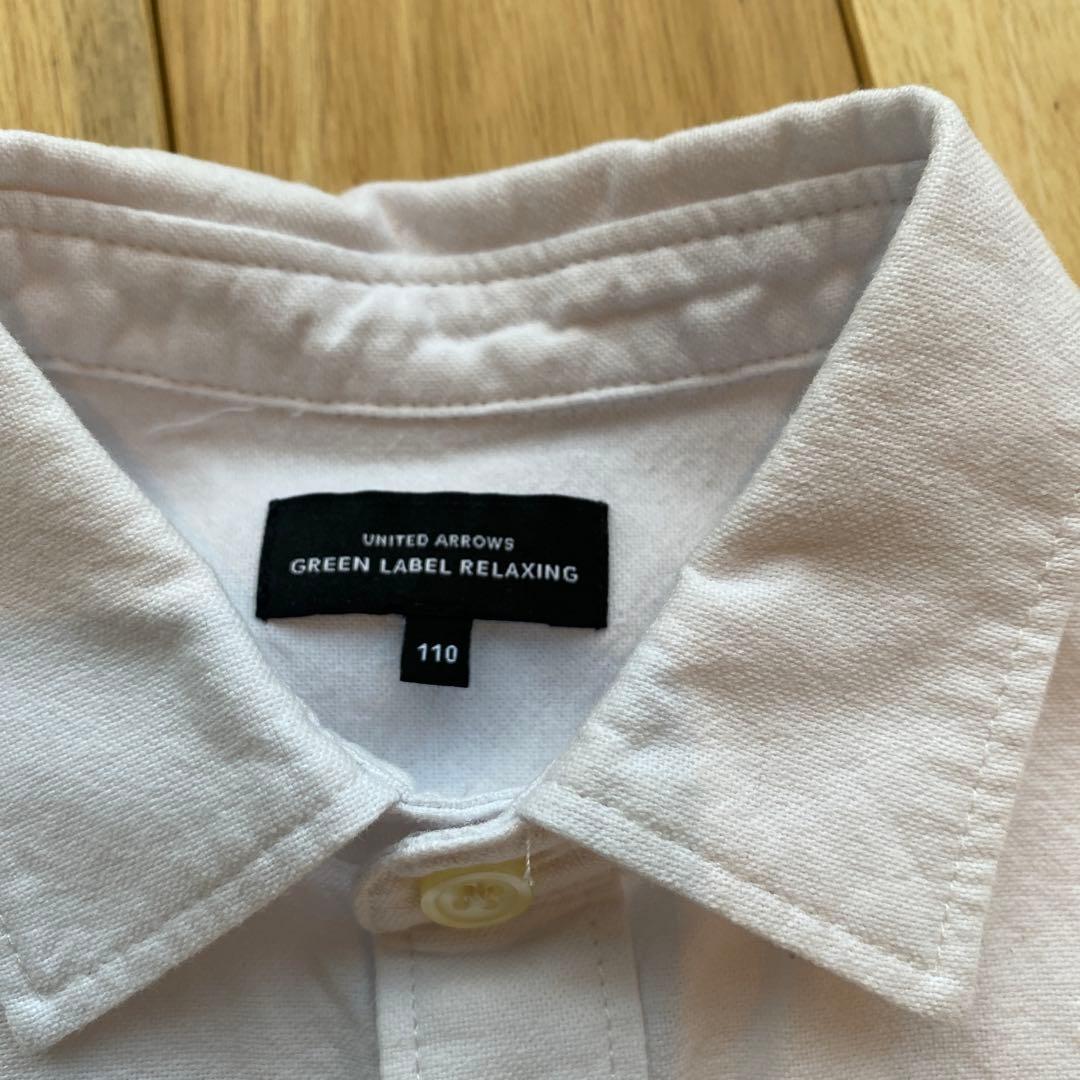 UNITED ARROWS
GREEN LABEL RELAXING
110